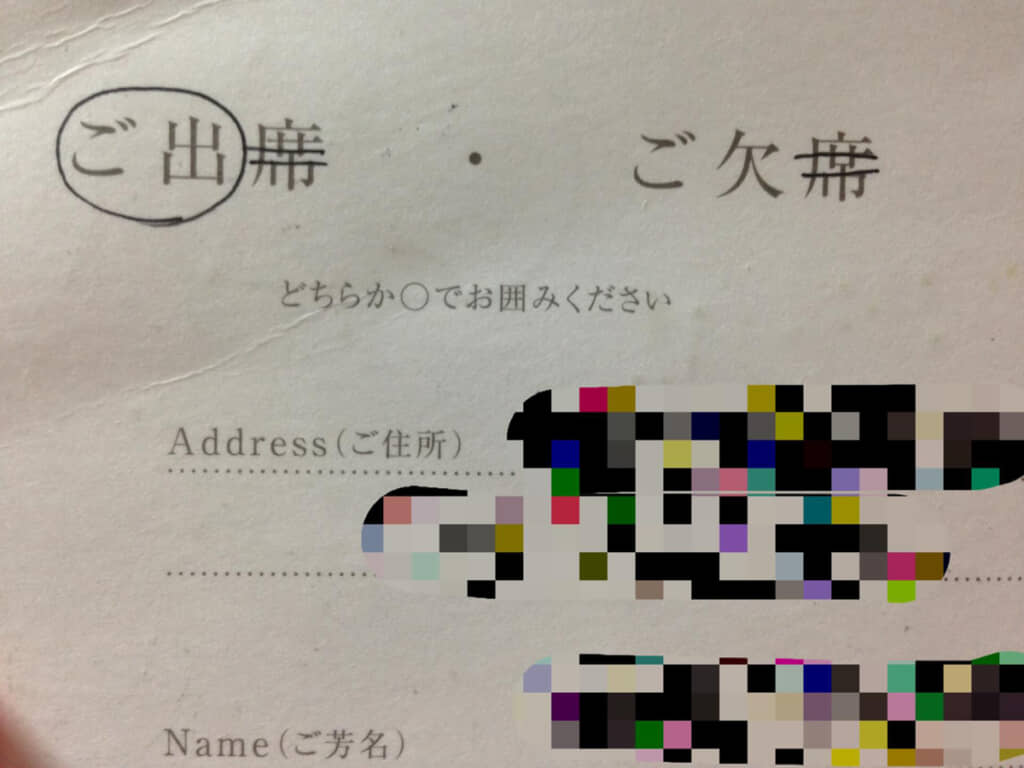 ご出席 ・ ご欠席
どちらか○でお囲みください
Address(ご住所)
Name(ご芳名)